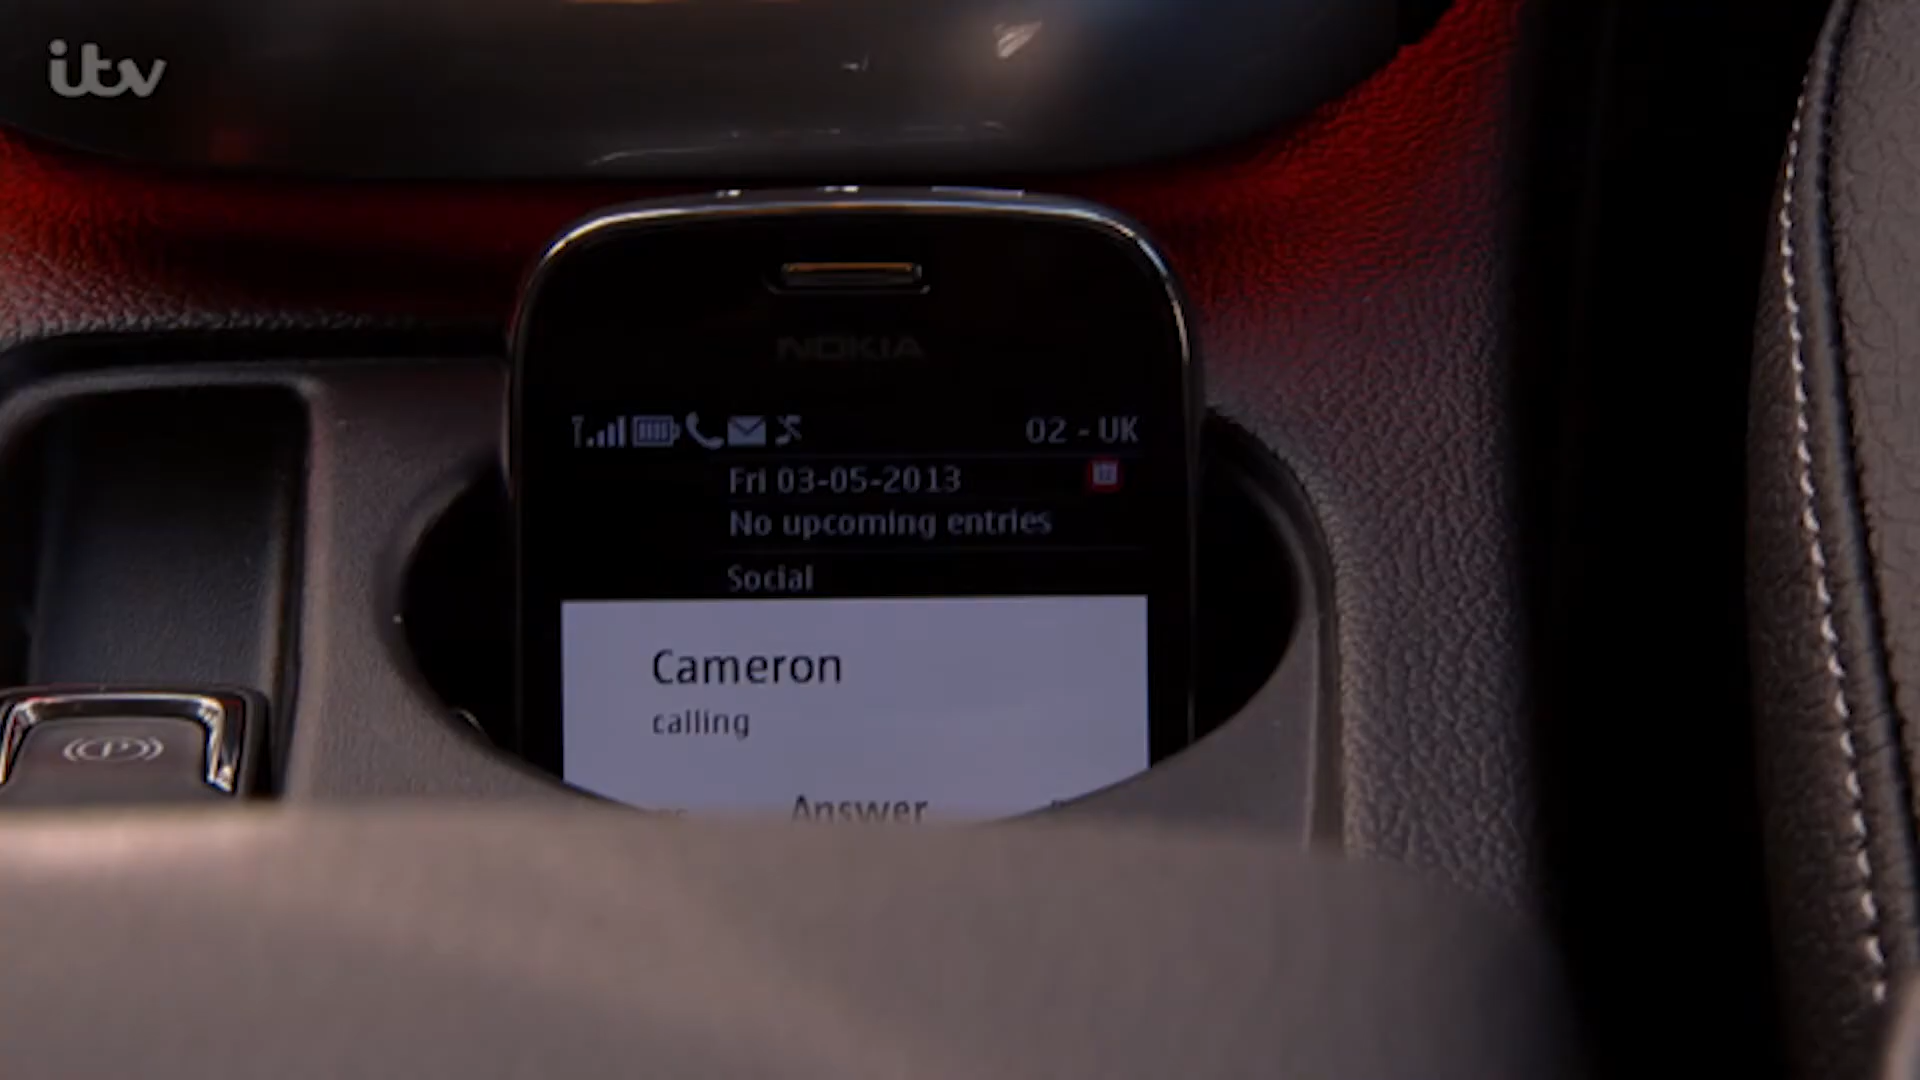 itv
NOKIA
02 - UK
Fri 03-05-2013
No upcoming entries
Social
Cameron
calling
Answer